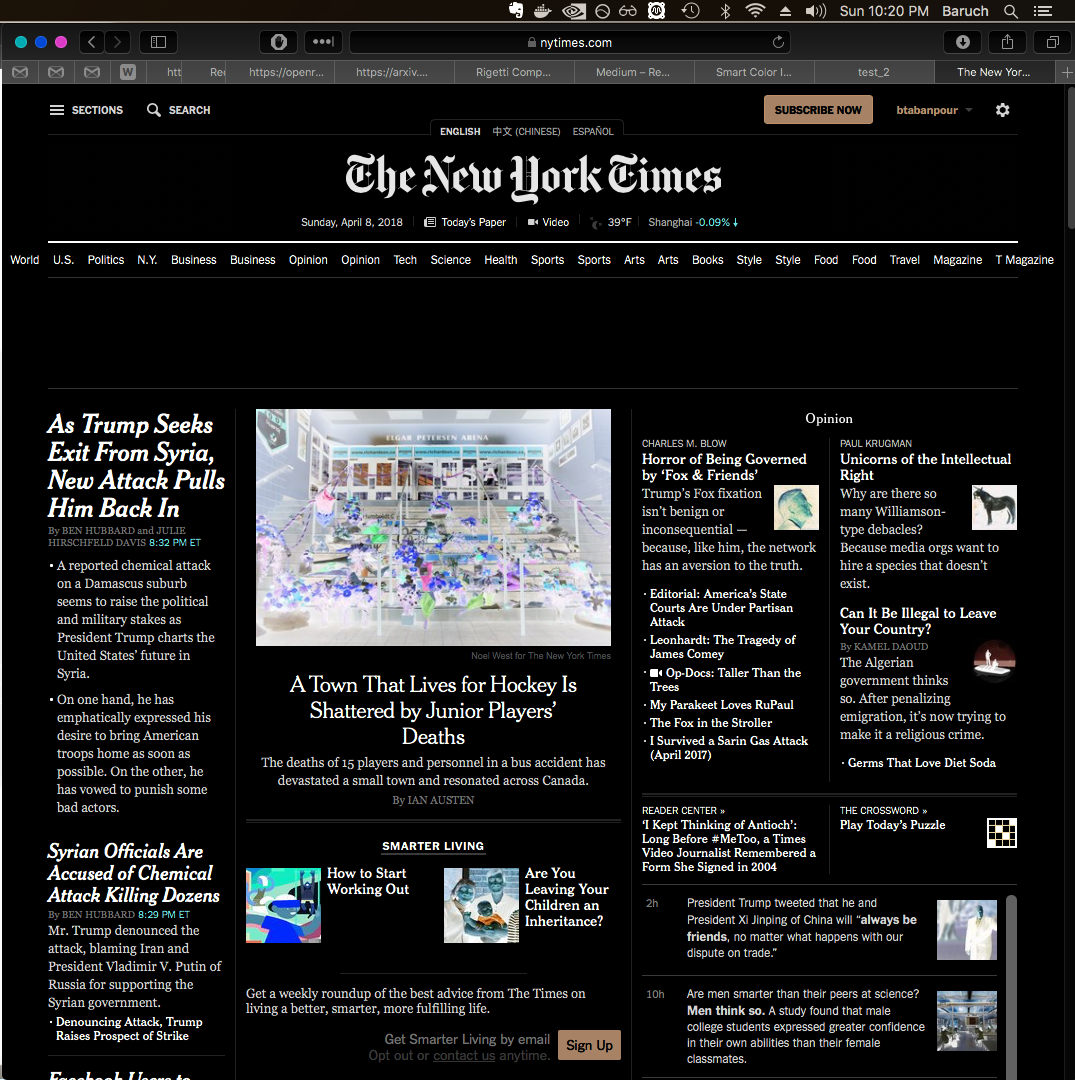 Sun 10:20 PM Baruch
nytimes.com
W
htt
Re
https://openr...
https://arxiv....
Rigetti Comp...
Medium – Re...
Smart Color I...
test_2
The New Yor...
SECTIONS
SEARCH
SUBSCRIBE NOW
btabanpour
ENGLISH 中文 (CHINESE) ESPAÑOL
The New York Times
Sunday, April 8, 2018
Today's Paper
Video
39°F
Shanghai -0.09% ↓
World U.S. Politics N.Y. Business Business Opinion Opinion Tech Science Health Sports Sports Arts Arts Books Style Style Food Food Travel Magazine T Magazine
As Trump Seeks
Exit From Syria,
New Attack Pulls
Him Back In
By BEN HUBBARD and JULIE
HIRSCHFELD DAVIS 8:32 PM ET
• A reported chemical attack
on a Damascus suburb
seems to raise the political
and military stakes as
President Trump charts the
United States' future in
Syria.
• On one hand, he has
emphatically expressed his
desire to bring American
troops home as soon as
possible. On the other, he
has vowed to punish some
bad actors.
Syrian Officials Are
Accused of Chemical
Attack Killing Dozens
By BEN HUBBARD 8:29 PM ET
Mr. Trump denounced the
attack, blaming Iran and
President Vladimir V. Putin of
Russia for supporting the
Syrian government.
· Denouncing Attack, Trump
Raises Prospect of Strike
Facebook Users to
ELGAR PETERSEN ARENA
Noel West for The New York Times
A Town That Lives for Hockey Is
Shattered by Junior Players'
Deaths
The deaths of 15 players and personnel in a bus accident has
devastated a small town and resonated across Canada.
By IAN AUSTEN
SMARTER LIVING
How to Start
Working Out
Are You
Leaving Your
Children an
Inheritance?
Get a weekly roundup of the best advice from The Times on
living a better, smarter, more fulfilling life.
Get Smarter Living by email
Opt out or contact us anytime.
Sign Up
Opinion
CHARLES M. BLOW
Horror of Being Governed
by 'Fox & Friends'
Trump's Fox fixation
isn't benign or
inconsequential —
because, like him, the network
has an aversion to the truth.
· Editorial: America's State
Courts Are Under Partisan
Attack
· Leonhardt: The Tragedy of
James Comey
· Op-Docs: Taller Than the
Trees
· My Parakeet Loves RuPaul
· The Fox in the Stroller
· I Survived a Sarin Gas Attack
(April 2017)
PAUL KRUGMAN
Unicorns of the Intellectual
Right
Why are there so
many Williamson-
type debacles?
Because media orgs want to
hire a species that doesn't
exist.
Can It Be Illegal to Leave
Your Country?
By KAMEL DAOUD
The Algerian
government thinks
so. After penalizing
emigration, it's now trying to
make it a religious crime.
· Germs That Love Diet Soda
READER CENTER »
'I Kept Thinking of Antioch':
Long Before #MeToo, a Times
Video Journalist Remembered a
Form She Signed in 2004
THE CROSSWORD »
Play Today's Puzzle
2h
President Trump tweeted that he and
President Xi Jinping of China will "always be
friends, no matter what happens with our
dispute on trade."
10h
Are men smarter than their peers at science?
Men think so. A study found that male
college students expressed greater confidence
in their own abilities than their female
classmates.